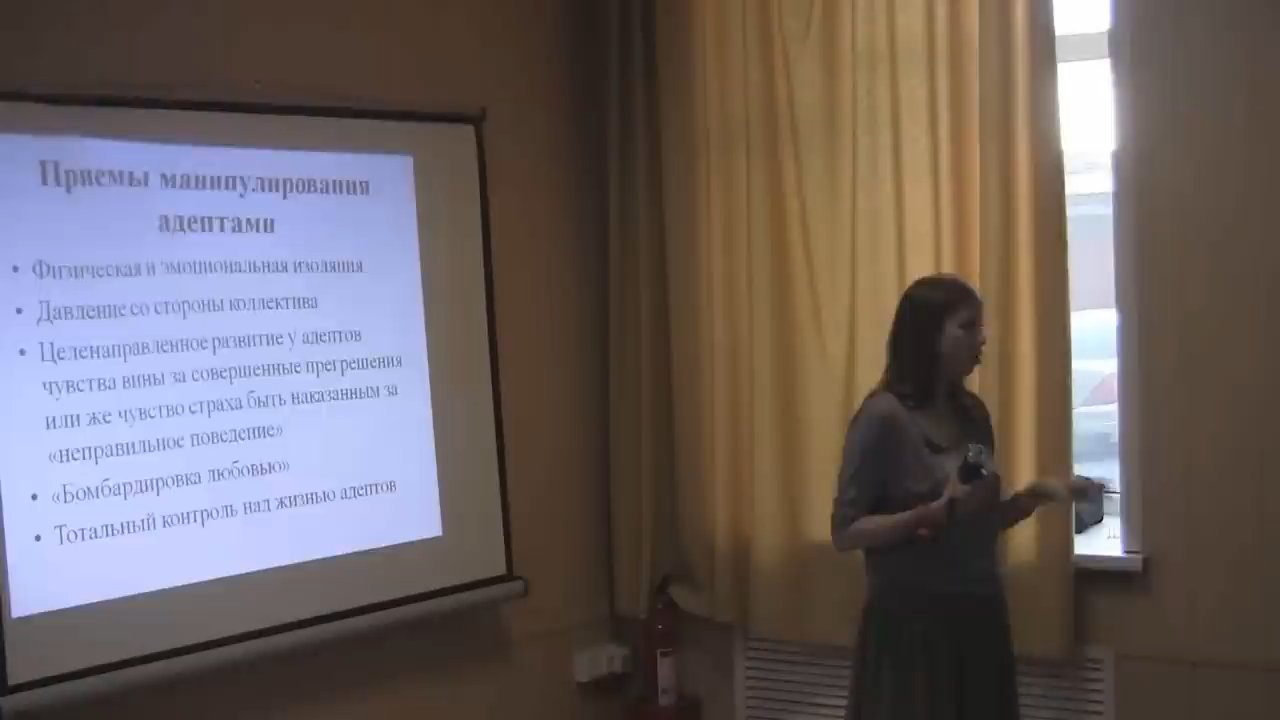 Приемы манипулирования
адептами
• Физическая и эмоциональная изоляция
• Давление со стороны коллектива
• Целенаправленное развитие у адептов
чувства вины за совершенные прегрешения
или же чувство страха быть наказанным за
«неправильное поведение»
• «Бомбардировка любовью»
• Тотальный контроль над жизнью адептов